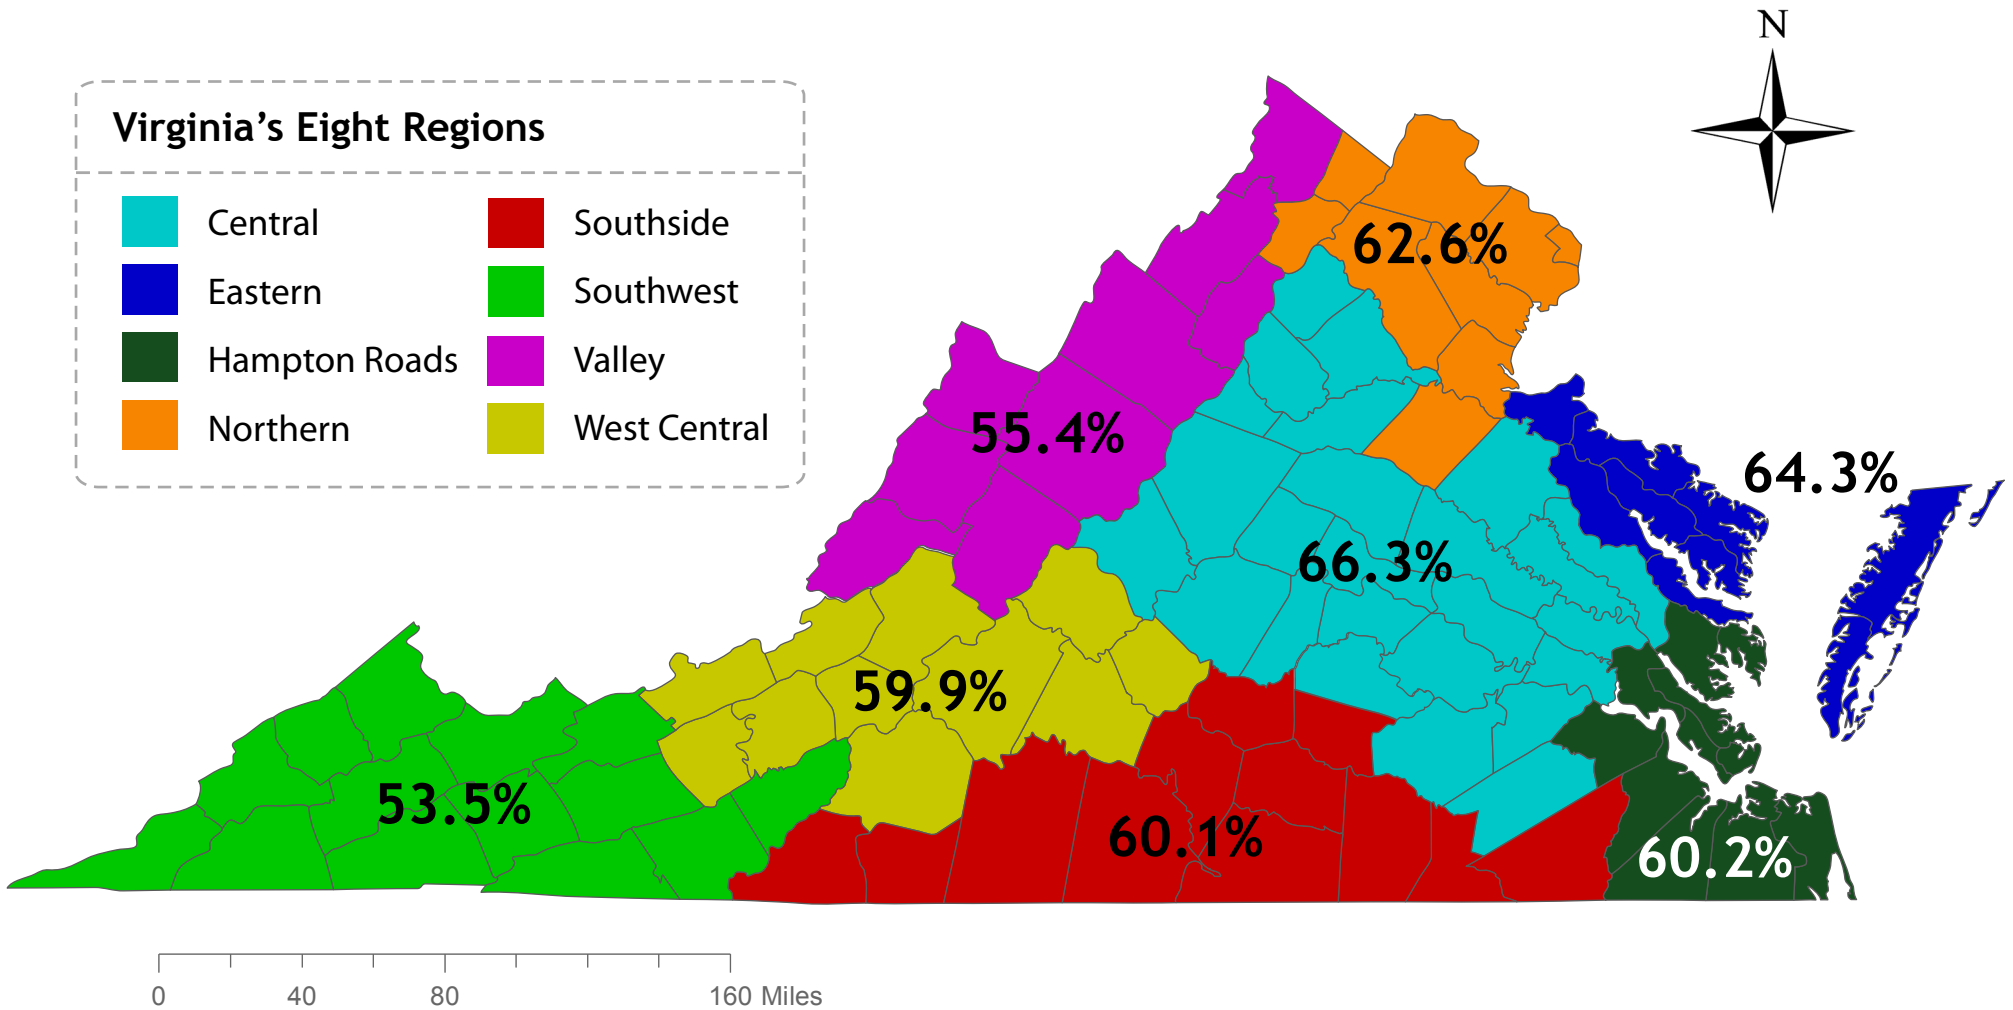 N
Virginia’s Eight Regions
Central
Southside
Eastern
Southwest
Hampton Roads
Valley
Northern
West Central
62.6%
55.4%
64.3%
66.3%
59.9%
53.5%
60.1%
60.2%
0 40 80 160 Miles